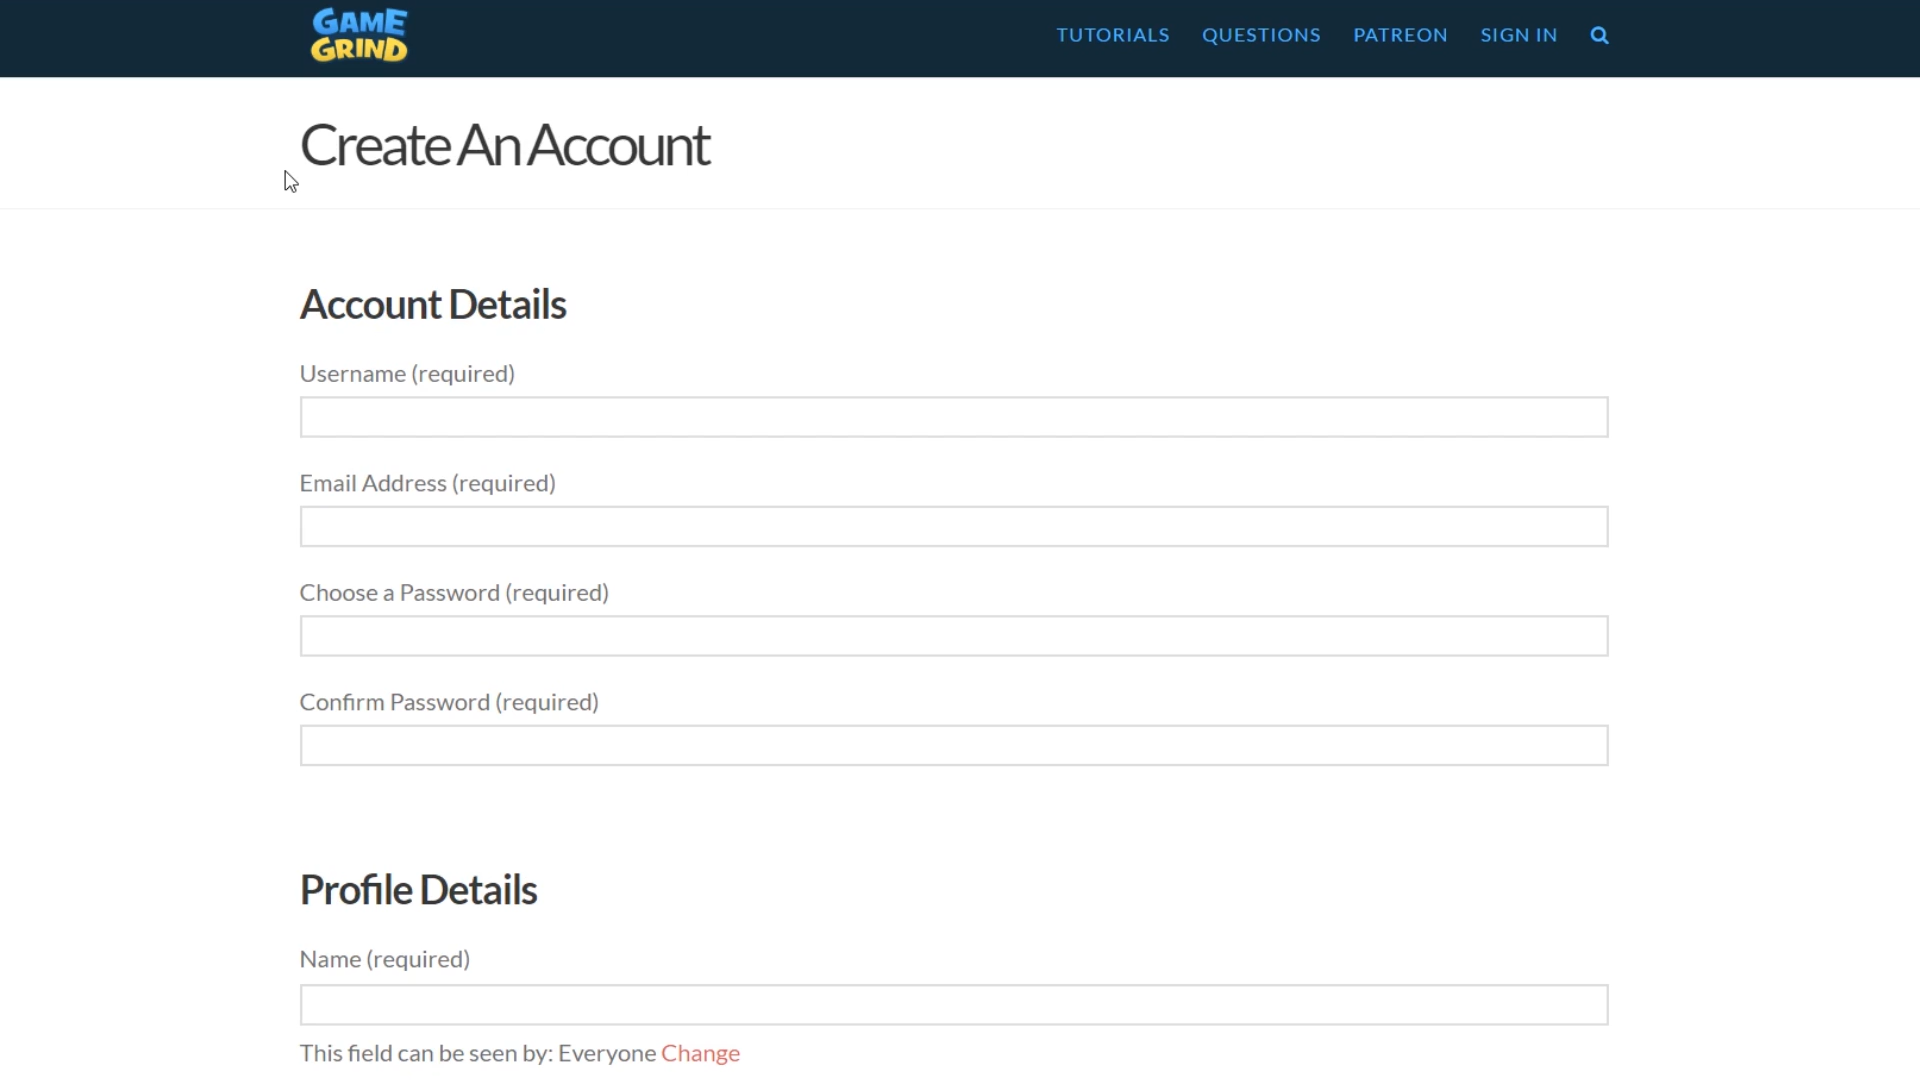 GAME
GRIND
TUTORIALS QUESTIONS PATREON SIGN IN
Create An Account
Account Details
Username (required)
Email Address (required)
Choose a Password (required)
Confirm Password (required)
Profile Details
Name (required)
This field can be seen by: Everyone Change